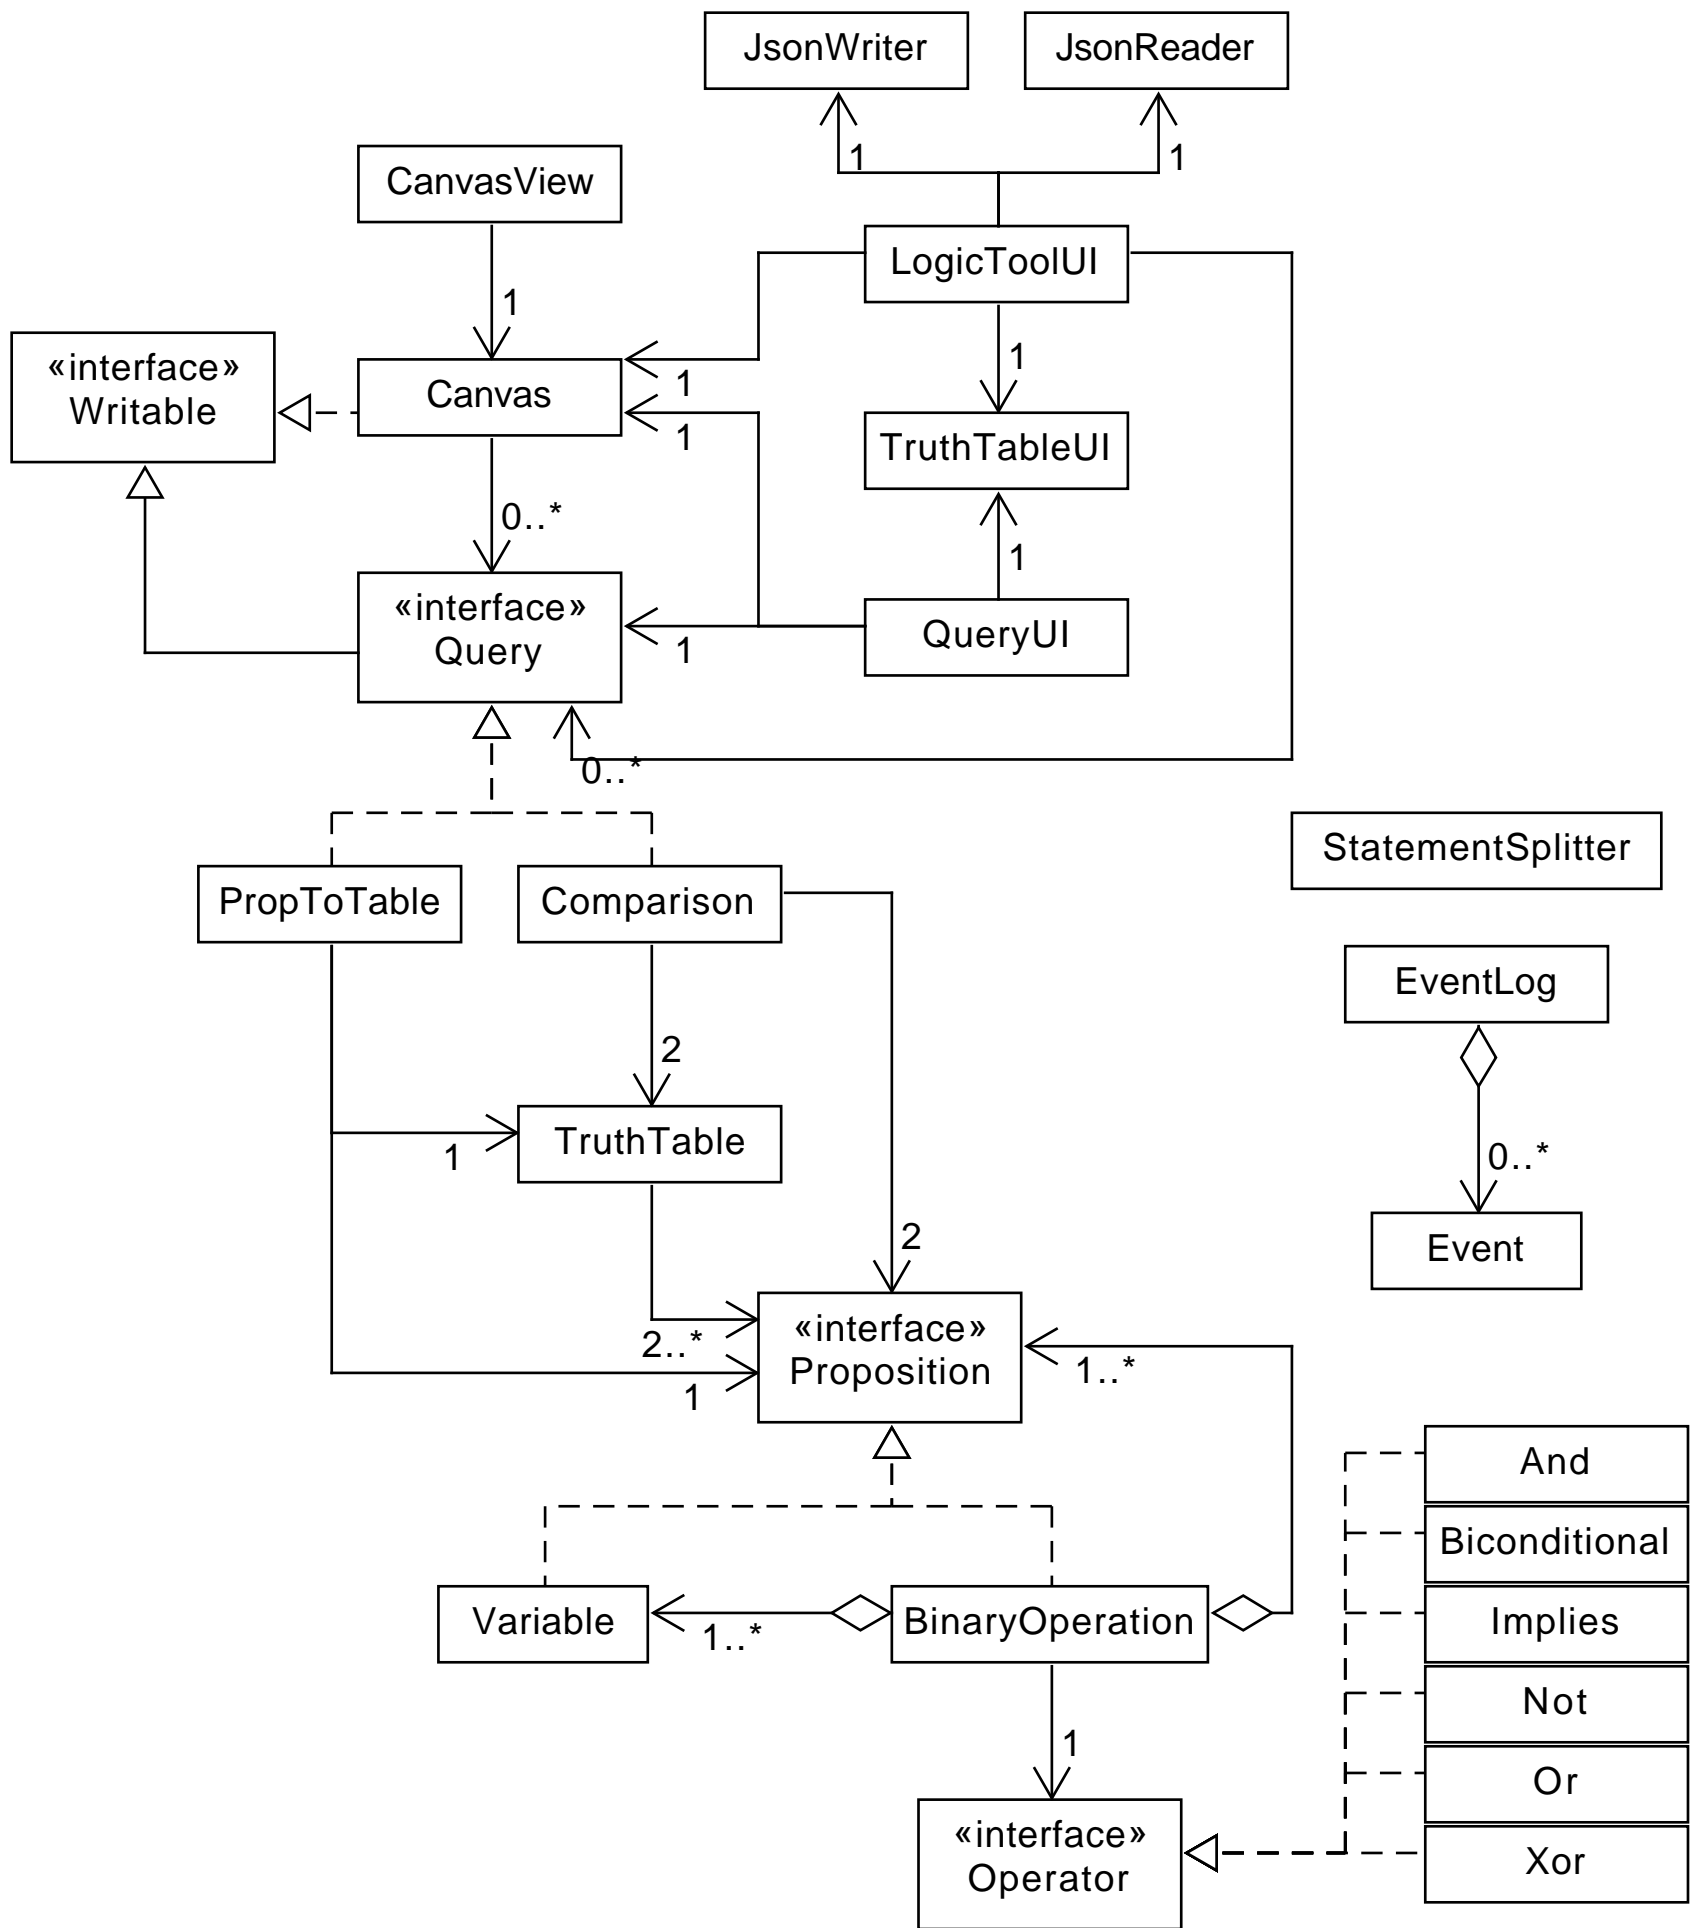 JsonWriter
JsonReader
1
1
CanvasView
LogicToolUI
1
«interface»
Writable
Canvas
1
1
1
TruthTableUI
0..*
1
«interface»
Query
1
QueryUI
0..*
StatementSplitter
PropToTable
Comparison
EventLog
2
1
TruthTable
0..*
2
Event
«interface»
Proposition
2..*
1
1..*
And
Biconditional
Implies
Not
Or
Xor
Variable
1..*
BinaryOperation
1
«interface»
Operator